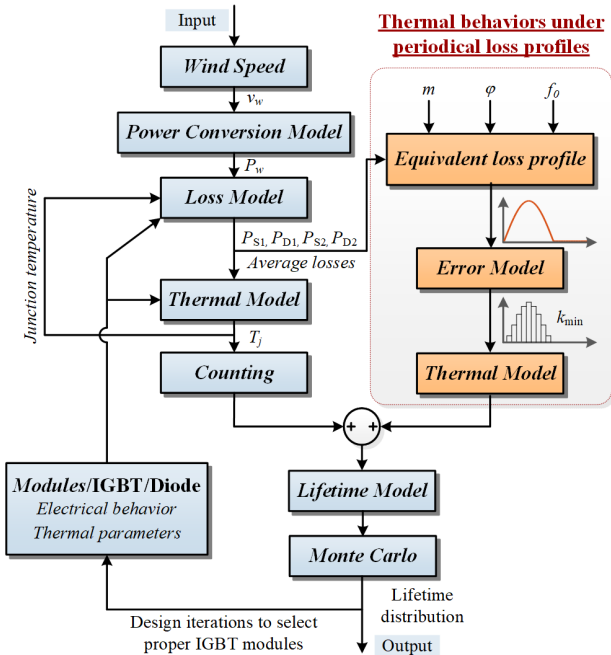 Input
Thermal behaviors under
periodical loss profiles
Wind Speed
v_w
m
φ
f_0
Power Conversion Model
Equivalent loss profile
P_w
Junction temperature
Loss Model
P_S1, P_D1, P_S2, P_D2
Average losses
Error Model
Thermal Model
k_min
T_j
Counting
Thermal Model
+ +
Modules/IGBT/Diode
Electrical behavior
Thermal parameters
Lifetime Model
Monte Carlo
Design iterations to select
proper IGBT modules
Lifetime
distribution
Output